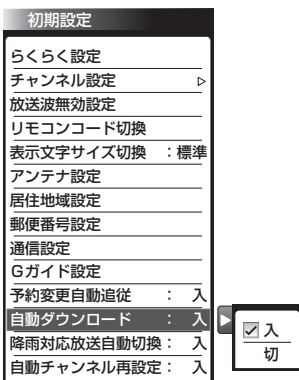 初期設定
らくらく設定
チャンネル設定
放送波無効設定
リモコンコード切換
表示文字サイズ切換 ：標準
アンテナ設定
居住地域設定
郵便番号設定
通信設定
Gガイド設定
予約変更自動追従 ： 入
自動ダウンロード ： 入
降雨対応放送自動切換： 入
自動チャンネル再設定： 入
入
切